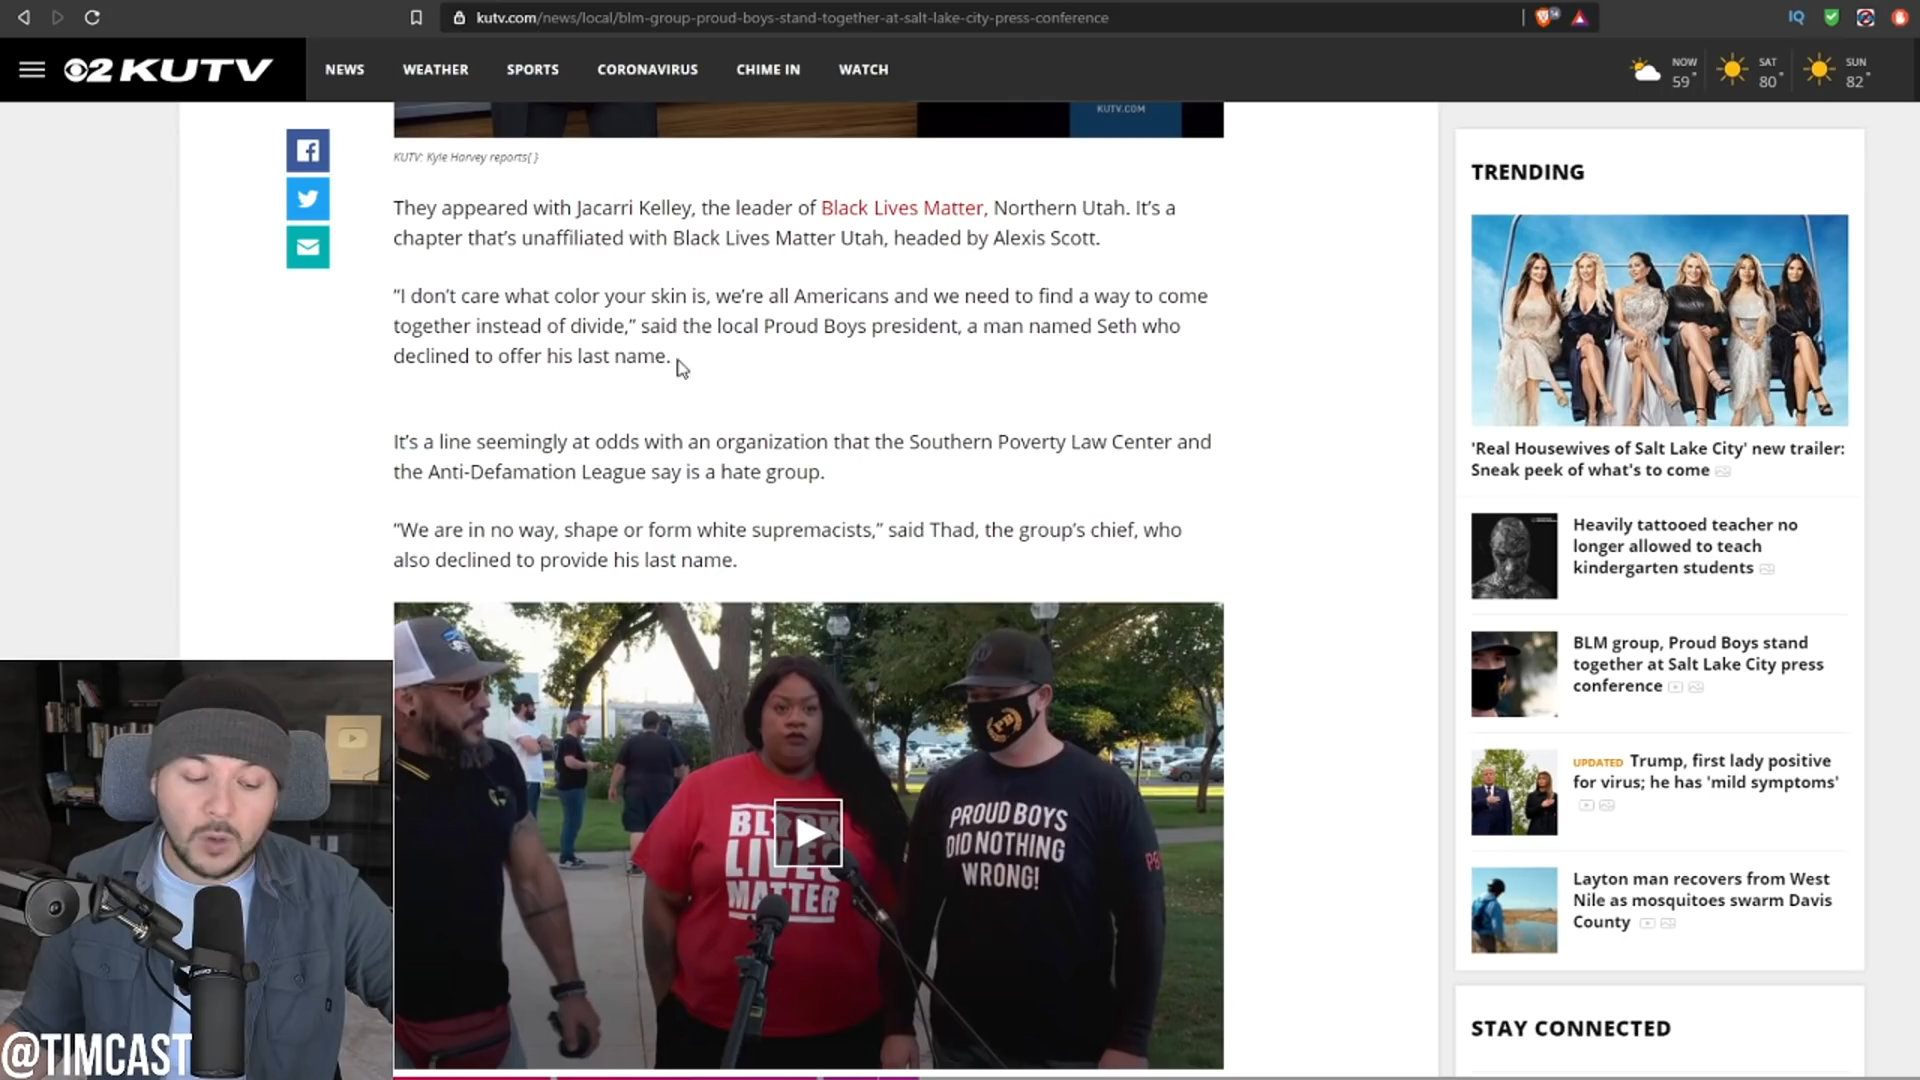 kutv.com/news/local/blm-group-proud-boys-stand-together-at-salt-lake-city-press-conference
IQ
2 KUTV
NEWS
WEATHER
SPORTS
CORONAVIRUS
CHIME IN
WATCH
NOW
59°
SAT
80°
SUN
82°
KUTV.COM
KUTV: Kyle Harvey reports{ }
They appeared with Jacarri Kelley, the leader of Black Lives Matter, Northern Utah. It's a
chapter that's unaffiliated with Black Lives Matter Utah, headed by Alexis Scott.
“I don't care what color your skin is, we're all Americans and we need to find a way to come
together instead of divide,” said the local Proud Boys president, a man named Seth who
declined to offer his last name.
It's a line seemingly at odds with an organization that the Southern Poverty Law Center and
the Anti-Defamation League say is a hate group.
“We are in no way, shape or form white supremacists,” said Thad, the group's chief, who
also declined to provide his last name.
BLACK
LIVES
MATTER
PROUD BOYS
DID NOTHING
WRONG!
PB
@TIMCAST
TRENDING
'Real Housewives of Salt Lake City' new trailer:
Sneak peek of what's to come
Heavily tattooed teacher no
longer allowed to teach
kindergarten students
BLM group, Proud Boys stand
together at Salt Lake City press
conference
UPDATED Trump, first lady positive
for virus; he has 'mild symptoms'
Layton man recovers from West
Nile as mosquitoes swarm Davis
County
STAY CONNECTED